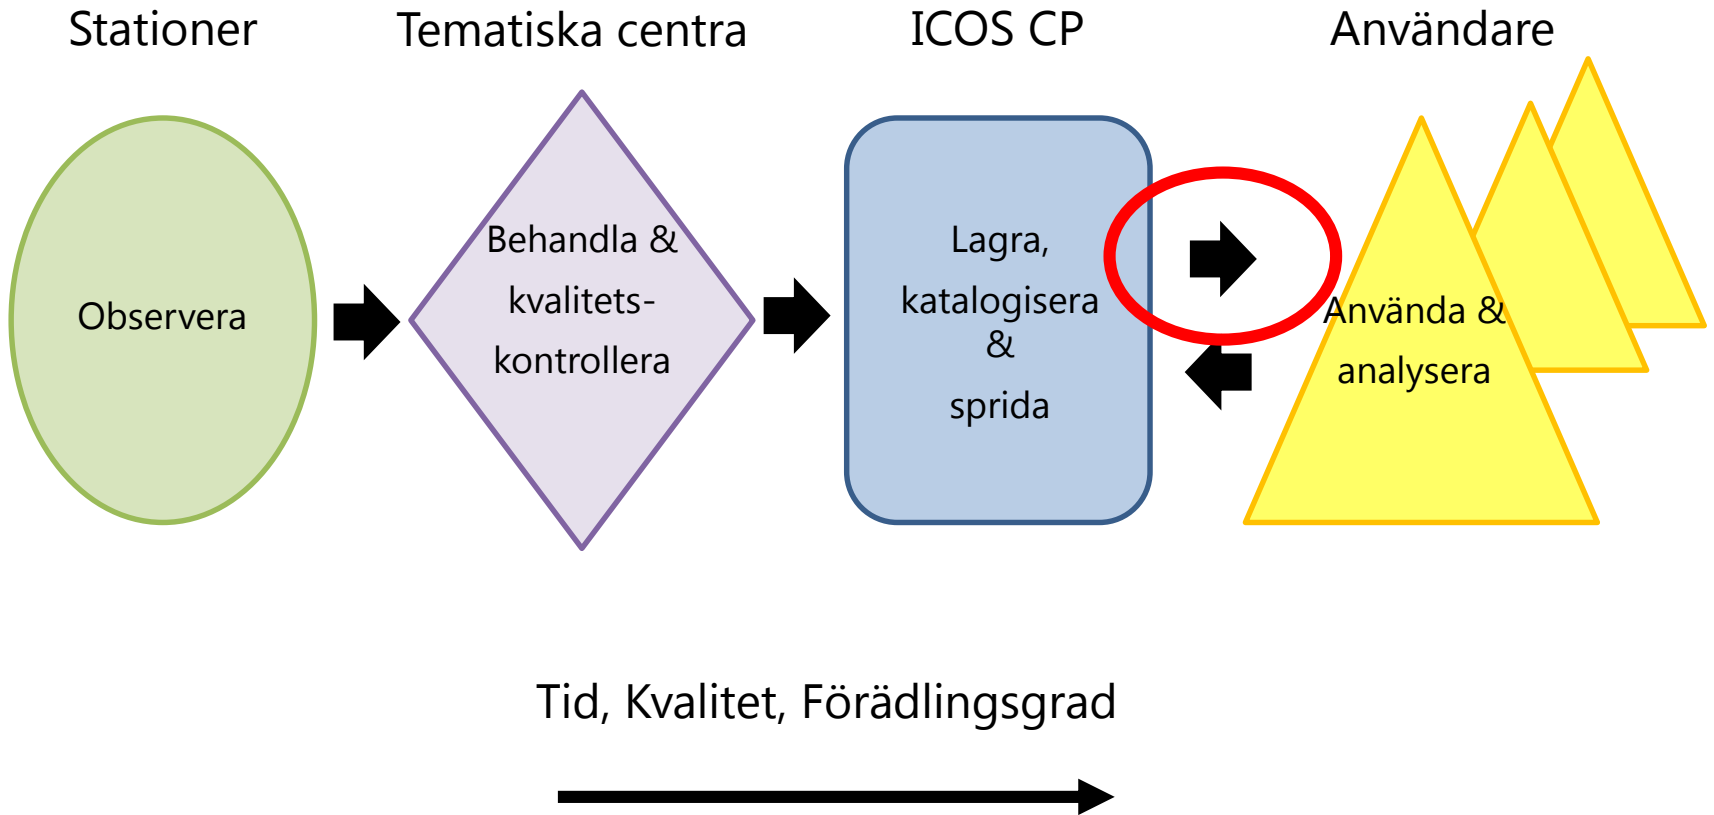 Stationer
Tematiska centra
ICOS CP
Användare
Observera
Behandla &
kvalitets-
kontrollera
Lagra,
katalogisera
&
sprida
Använda &
analysera
Tid, Kvalitet, Förädlingsgrad